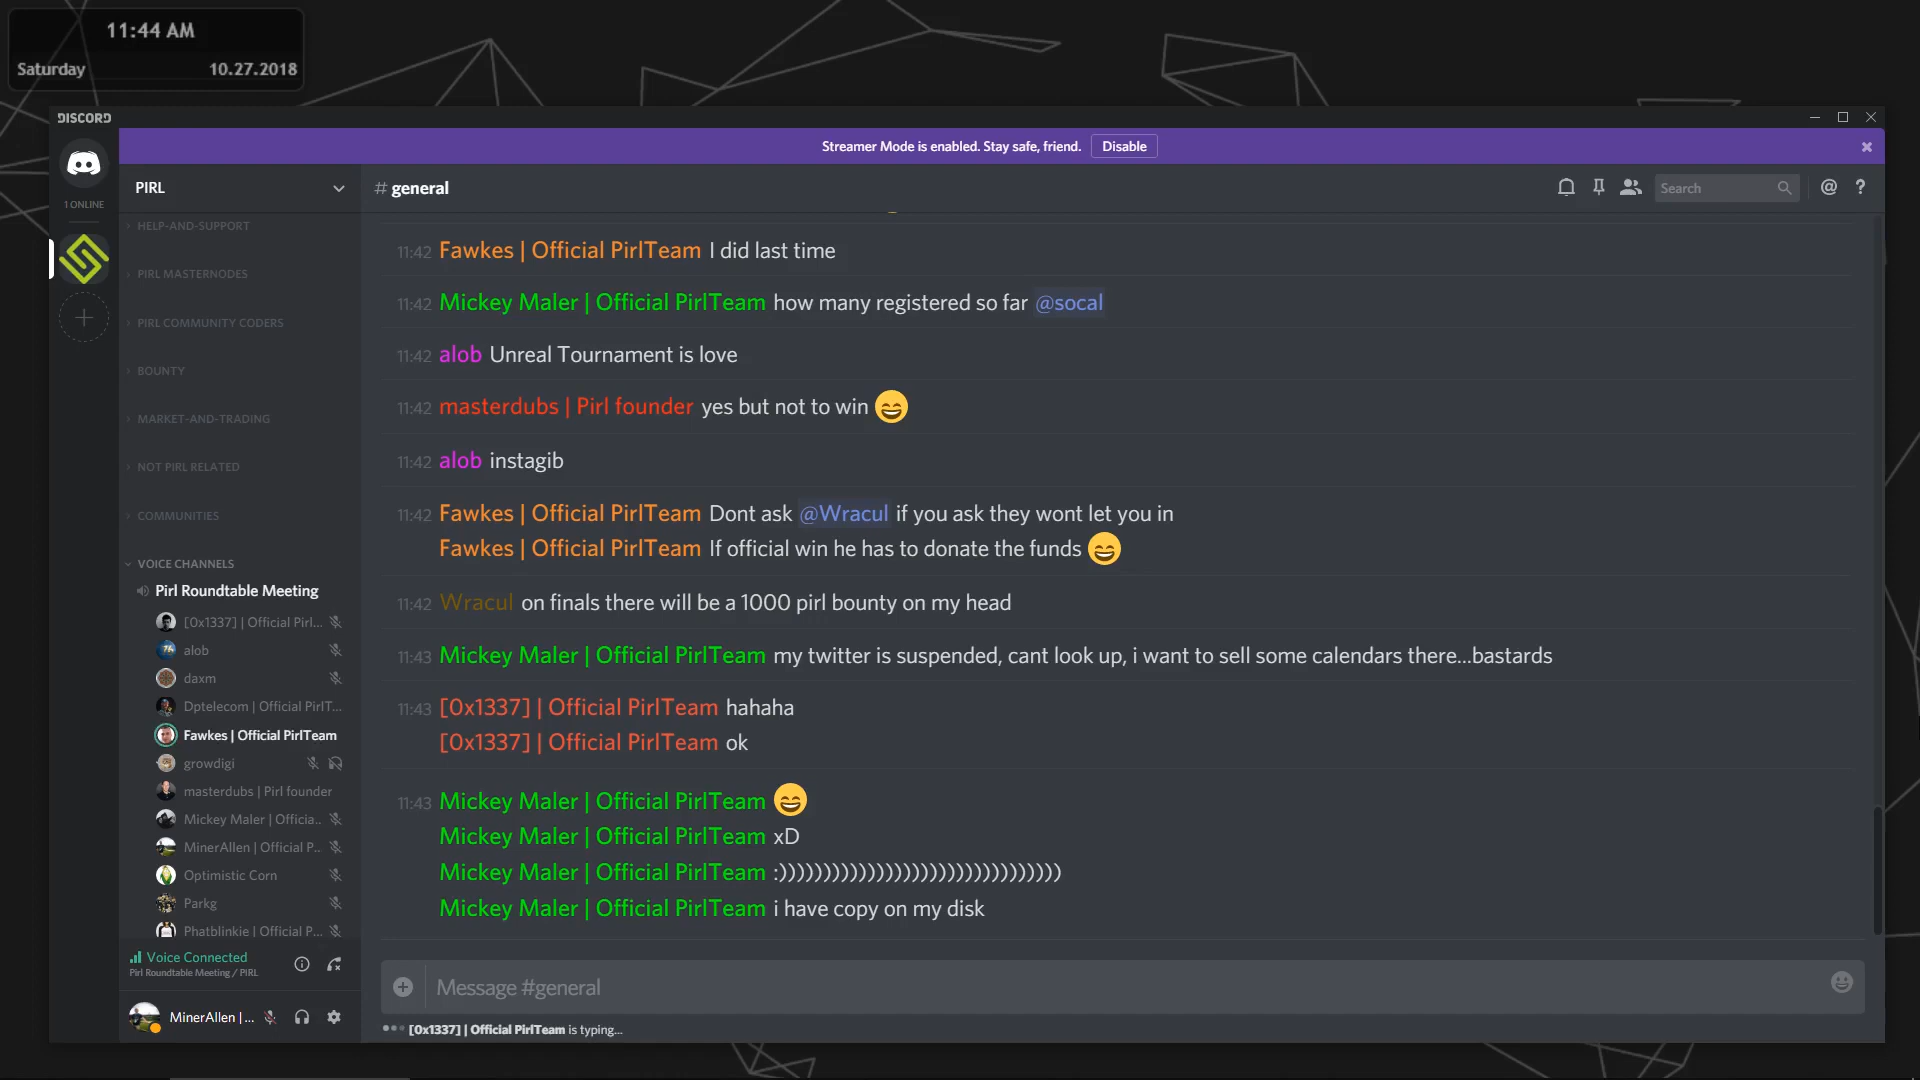 11:44 AM
Saturday 10.27.2018
DISCORD
Streamer Mode is enabled. Stay safe, friend. Disable
1 ONLINE
PIRL
HELP-AND-SUPPORT
PIRL MASTERNODES
PIRL COMMUNITY CODERS
BOUNTY
MARKET-AND-TRADING
NOT PIRL RELATED
COMMUNITIES
VOICE CHANNELS
Pirl Roundtable Meeting
[0x1337] | Official Pirl...
alob
daxm
Dptelecom | Official PirlT...
Fawkes | Official PirlTeam
growdigi
masterdubs | Pirl founder
Mickey Maler | Officia...
MinerAllen | Official P...
Optimistic Corn
Parkg
Phatblinkie | Official P...
Voice Connected
Pirl Roundtable Meeting / PIRL
MinerAllen |...
# general
Search
@ ?
11:42 Fawkes | Official PirlTeam I did last time
11:42 Mickey Maler | Official PirlTeam how many registered so far @socal
11:42 alob Unreal Tournament is love
11:42 masterdubs | Pirl founder yes but not to win 😄
11:42 alob instagib
11:42 Fawkes | Official PirlTeam Dont ask @Wracul if you ask they wont let you in
Fawkes | Official PirlTeam If official win he has to donate the funds 😄
11:42 Wracul on finals there will be a 1000 pirl bounty on my head
11:43 Mickey Maler | Official PirlTeam my twitter is suspended, cant look up, i want to sell some calendars there...bastards
11:43 [0x1337] | Official PirlTeam hahaha
[0x1337] | Official PirlTeam ok
11:43 Mickey Maler | Official PirlTeam 😄
Mickey Maler | Official PirlTeam xD
Mickey Maler | Official PirlTeam :))))))))))))))))))))))))))))))))
Mickey Maler | Official PirlTeam i have copy on my disk
Message #general
[0x1337] | Official PirlTeam is typing...